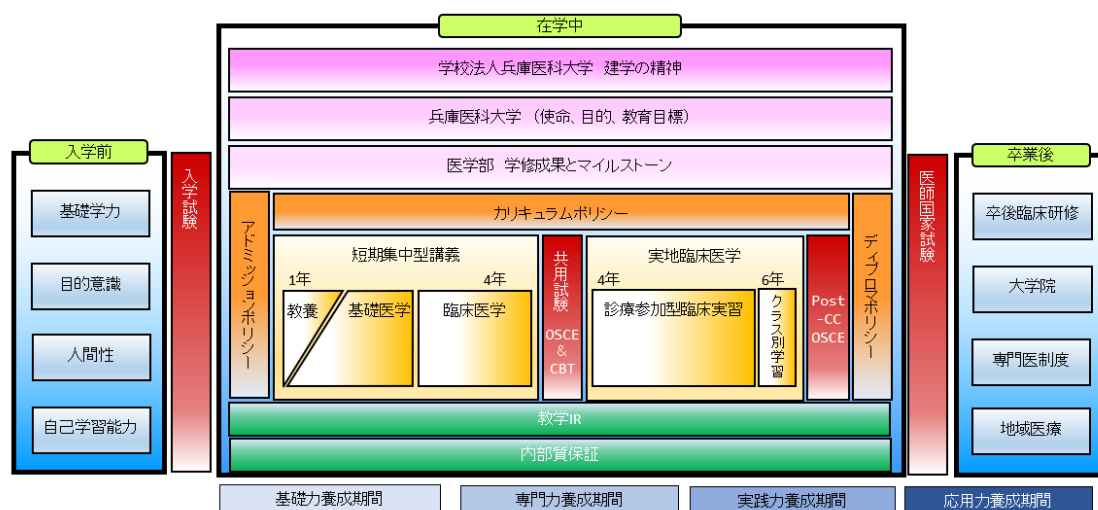 在学中
学校法人兵庫医科大学 建学の精神
兵庫医科大学 (使命、目的、教育目標)
医学部 学修成果とマイルストーン
入学前
基礎学力
目的意識
人間性
自己学習能力
入学試験
アドミッションポリシー
カリキュラムポリシー
短期集中型講義
1年
4年
教養
基礎医学
臨床医学
共用試験
OSCE
&
CBT
実地臨床医学
4年
6年
診療参加型臨床実習
クラス別学習
Post
-CC
OSCE
ディプロマポリシー
医師国家試験
卒業後
卒後臨床研修
大学院
専門医制度
地域医療
教学IR
内部質保証
基礎力養成期間
専門力養成期間
実践力養成期間
応用力養成期間